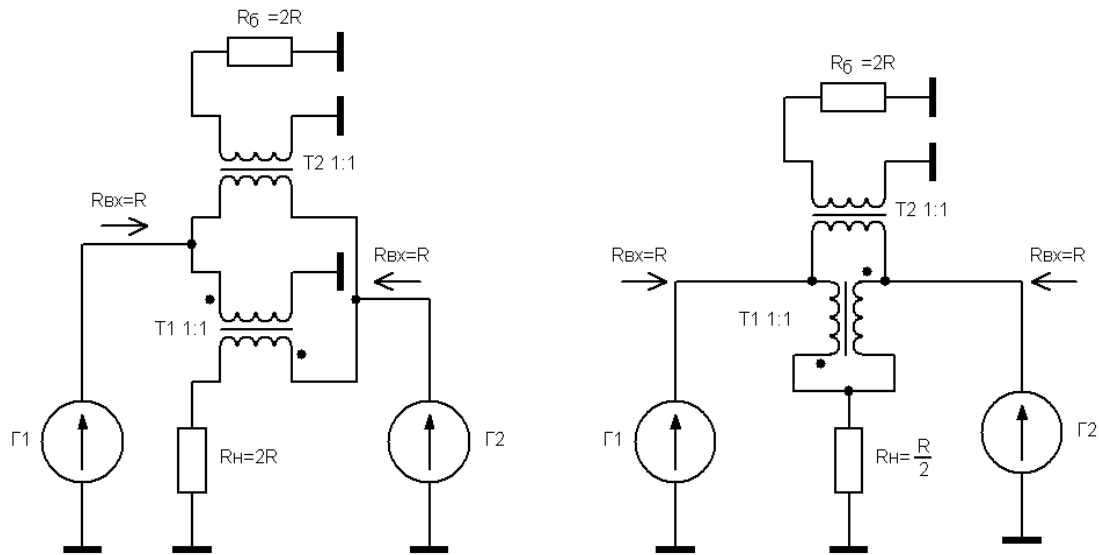 Rб =2R
T2 1:1
Rвх=R
Rвх=R
T1 1:1
Г1
Rн=2R
Г2
Rб =2R
T2 1:1
Rвх=R
Rвх=R
T1 1:1
Г1
Rн=R/2
Г2